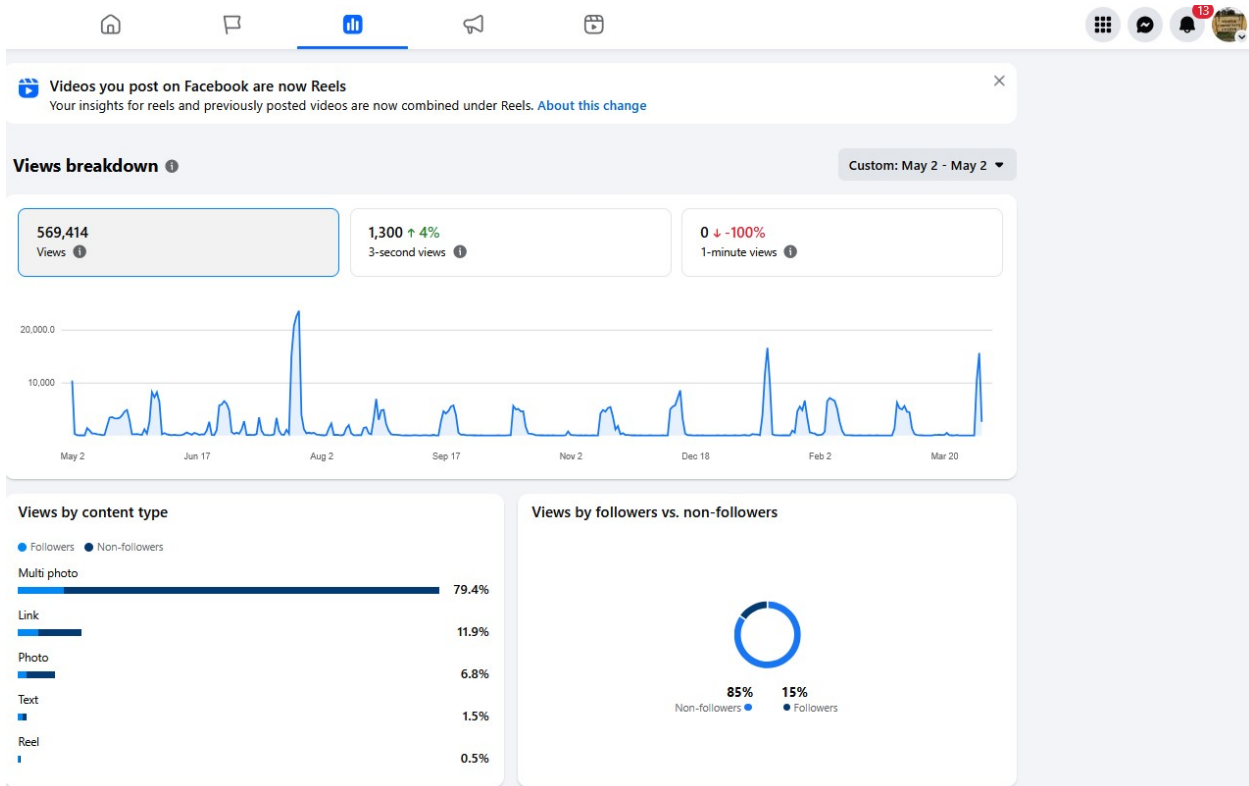 13
Videos you post on Facebook are now Reels
Your insights for reels and previously posted videos are now combined under Reels. About this change
Views breakdown
Custom: May 2 - May 2
569,414
Views
1,300 ↑ 4%
3-second views
0 ↓ -100%
1-minute views
20,000.0
10,000
May 2 Jun 17 Aug 2 Sep 17 Nov 2 Dec 18 Feb 2 Mar 20
Views by content type
Followers Non-followers
Multi photo
79.4%
Link
11.9%
Photo
6.8%
Text
1.5%
Reel
0.5%
Views by followers vs. non-followers
85% 15%
Non-followers Followers